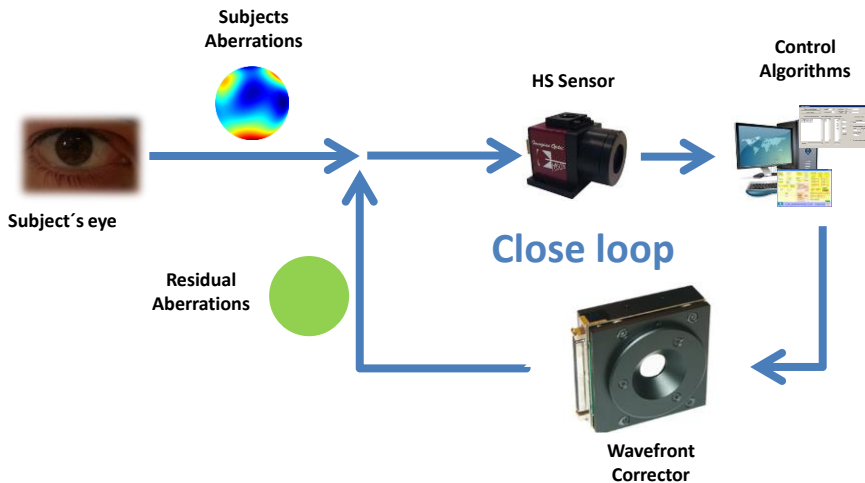 Subjects
Aberrations
HS Sensor
Control
Algorithms
Subject´s eye
Close loop
Residual
Aberrations
Wavefront
Corrector